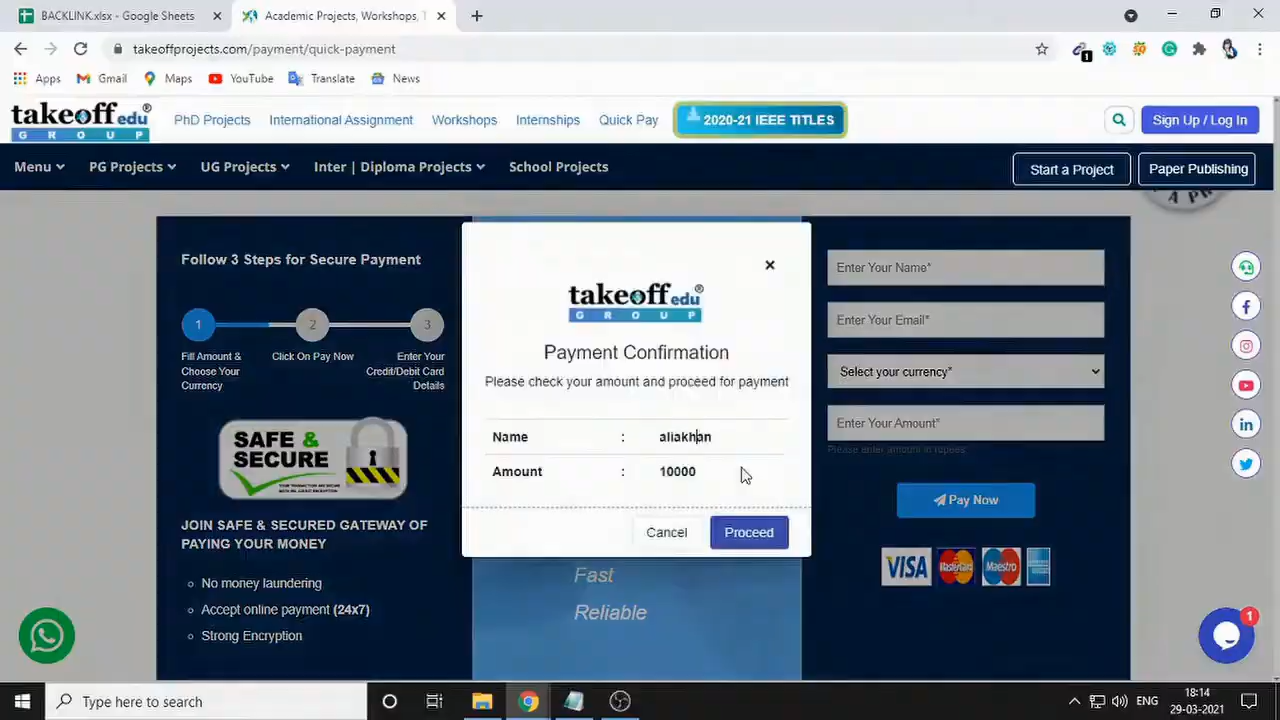 BACKLINK.xlsx - Google Sheets
Academic Projects, Workshops, T
takeoffprojects.com/payment/quick-payment
1
Apps
Gmail
Maps
YouTube
Translate
News
takeoff edu®
GROUP
PhD Projects
International Assignment
Workshops
Internships
Quick Pay
2020-21 IEEE TITLES
Sign Up / Log In
Menu
PG Projects
UG Projects
Inter | Diploma Projects
School Projects
Start a Project
Paper Publishing
A PR
Follow 3 Steps for Secure Payment
1
2
3
Fill Amount &
Choose Your
Currency
Click On Pay Now
Enter Your
Credit/Debit Card
Details
SAFE &
SECURE
JOIN SAFE & SECURED GATEWAY OF
PAYING YOUR MONEY
No money laundering
Accept online payment (24x7)
Strong Encryption
takeoff edu®
GROUP
Payment Confirmation
Please check your amount and proceed for payment
Name : aliakhan
Amount : 10000
Cancel
Proceed
Fast
Reliable
Enter Your Name*
Enter Your Email*
Select your currency*
Enter Your Amount*
Please enter amount in rupees*
Pay Now
VISA
MasterCard
Maestro
1
Type here to search
ENG
18:14
29-03-2021